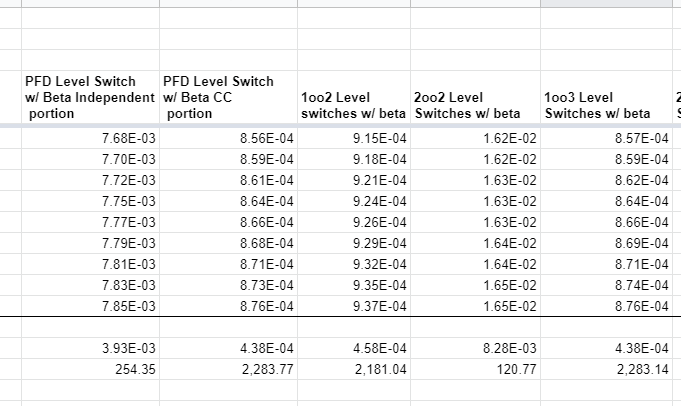 PFD Level Switch w/ Beta Independent portion PFD Level Switch w/ Beta CC portion 1oo2 Level switches w/ beta 2oo2 Level Switches w/ beta 1oo3 Level Switches w/ beta
7.68E-03 8.56E-04 9.15E-04 1.62E-02 8.57E-04
7.70E-03 8.59E-04 9.18E-04 1.62E-02 8.59E-04
7.72E-03 8.61E-04 9.21E-04 1.63E-02 8.62E-04
7.75E-03 8.64E-04 9.24E-04 1.63E-02 8.64E-04
7.77E-03 8.66E-04 9.26E-04 1.63E-02 8.66E-04
7.79E-03 8.68E-04 9.29E-04 1.64E-02 8.69E-04
7.81E-03 8.71E-04 9.32E-04 1.64E-02 8.71E-04
7.83E-03 8.73E-04 9.35E-04 1.65E-02 8.74E-04
7.85E-03 8.76E-04 9.37E-04 1.65E-02 8.76E-04
3.93E-03 4.38E-04 4.58E-04 8.28E-03 4.38E-04
254.35 2,283.77 2,181.04 120.77 2,283.14